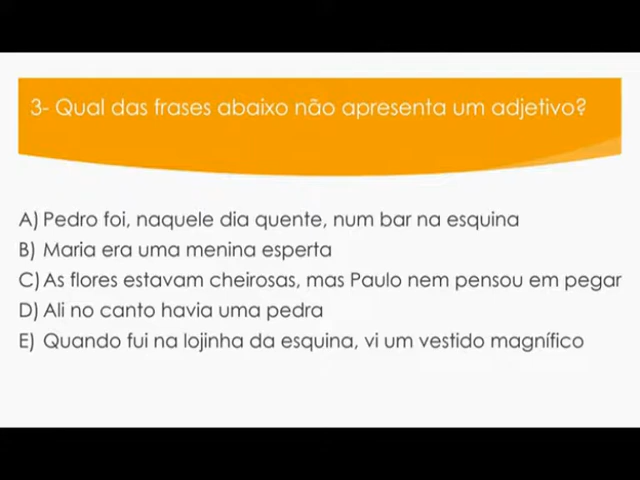 3- Qual das frases abaixo não apresenta um adjetivo?
A) Pedro foi, naquele dia quente, num bar na esquina
B) Maria era uma menina esperta
C) As flores estavam cheirosas, mas Paulo nem pensou em pegar
D) Ali no canto havia uma pedra
E) Quando fui na lojinha da esquina, vi um vestido magnífico